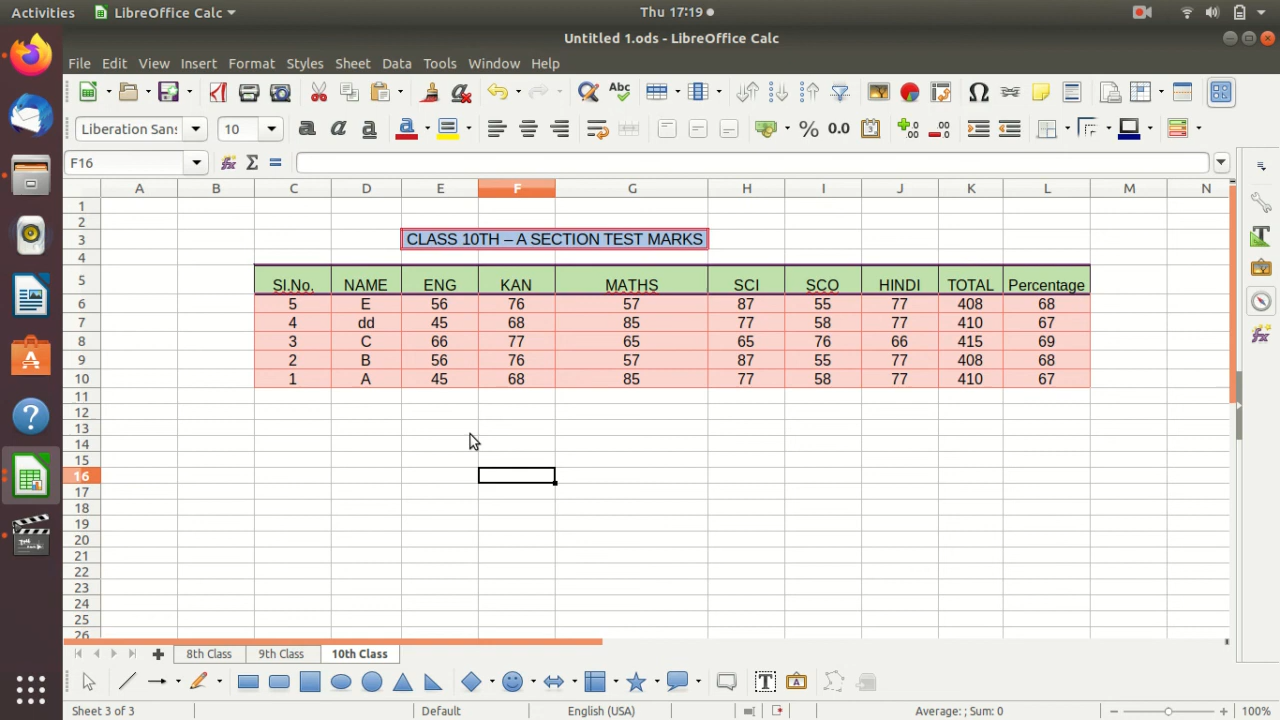 Activities LibreOffice Calc Thu 17:19
Untitled 1.ods - LibreOffice Calc
File Edit View Insert Format Styles Sheet Data Tools Window Help
Liberation Sans 10
F16
A B C D E F G H I J K L M N
1
2
3 CLASS 10TH – A SECTION TEST MARKS
4
5 Sl.No. NAME ENG KAN MATHS SCI SCO HINDI TOTAL Percentage
6 5 E 56 76 57 87 55 77 408 68
7 4 dd 45 68 85 77 58 77 410 67
8 3 C 66 77 65 65 76 66 415 69
9 2 B 56 76 57 87 55 77 408 68
10 1 A 45 68 85 77 58 77 410 67
11
12
13
14
15
16
17
18
19
20
21
22
23
24
25
26
8th Class 9th Class 10th Class
Sheet 3 of 3 Default English (USA) Average: ; Sum: 0 100%